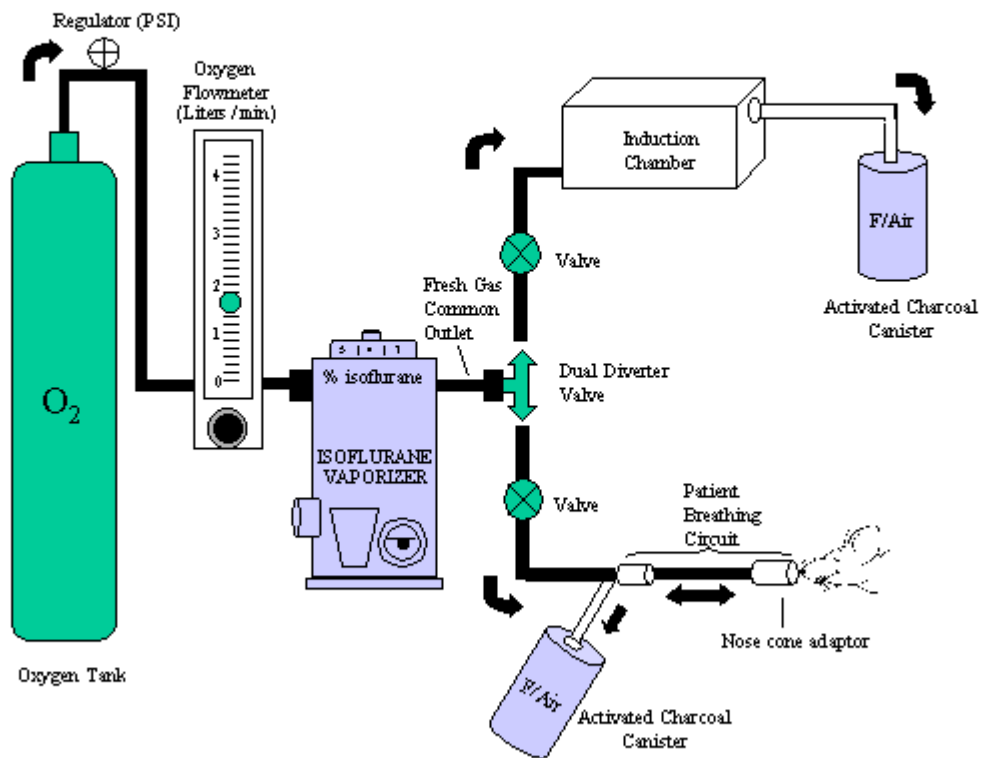 Regulator (PSI)
Oxygen
Flowmeter
(Liters /min)
4
3
2
1
0
O2
Oxygen Tank
% isoflurane
ISOFLURANE
VAPORIZER
Fresh Gas
Common
Outlet
Valve
Induction
Chamber
F/Air
Activated Charcoal
Canister
Dual Diverter
Valve
Valve
Patient
Breathing
Circuit
Nose cone adaptor
F/Air
Activated Charcoal
Canister